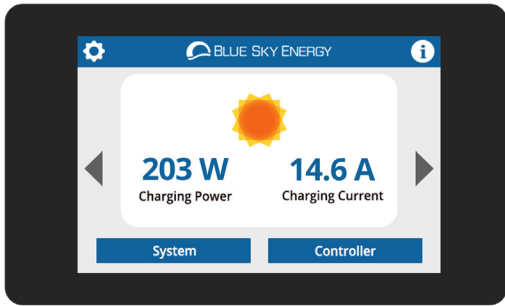 BLUE SKY ENERGY
i
203 W
14.6 A
Charging Power
Charging Current
System
Controller